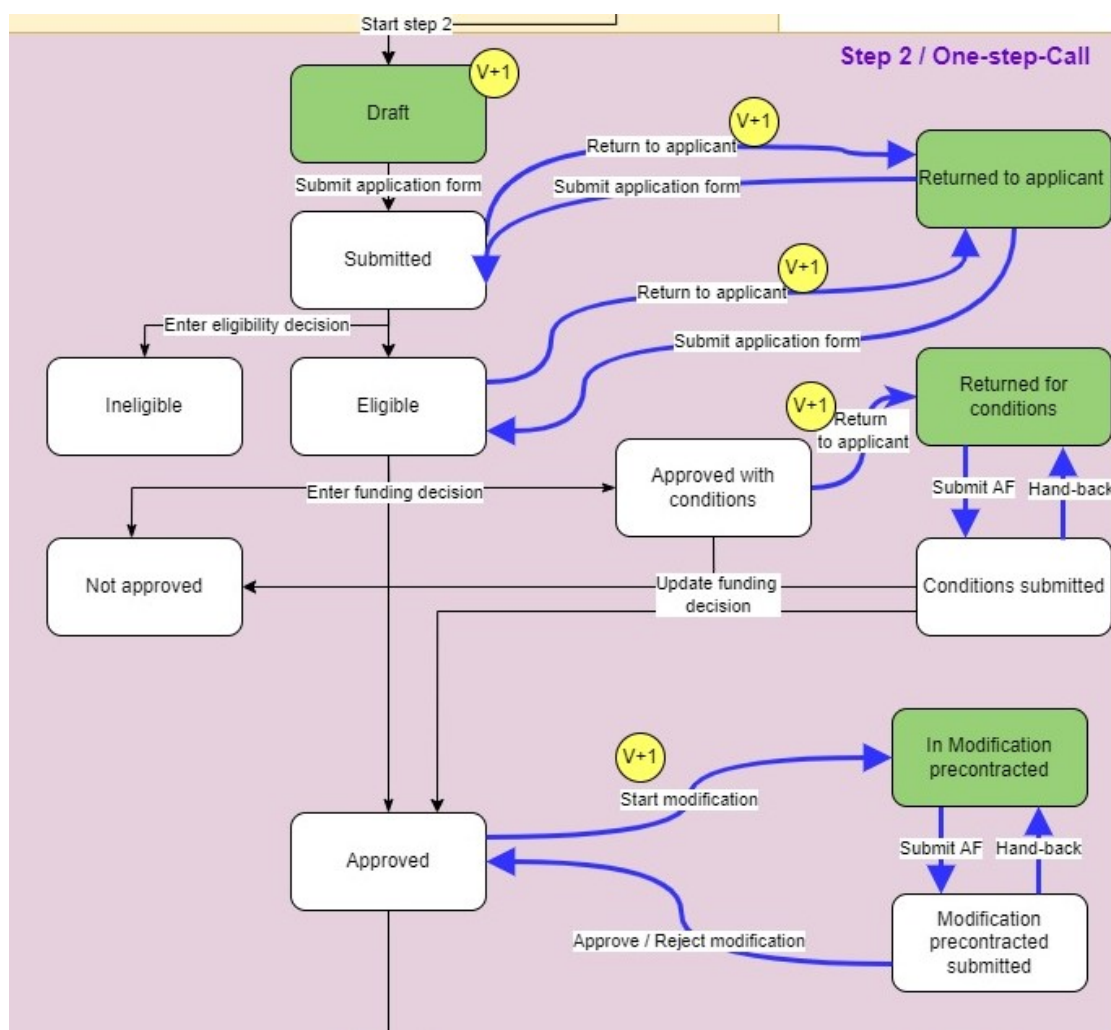 Start step 2
Step 2 / One-step-Call
V+1
Draft
V+1
Return to applicant
Returned to applicant
Submit application form
Submit application form
Submitted
V+1
Return to applicant
Enter eligibility decision
Submit application form
Ineligible
Eligible
Returned for
conditions
V+1
Return
to applicant
Approved with
conditions
Submit AF
Hand-back
Enter funding decision
Not approved
Update funding
decision
Conditions submitted
In Modification
precontracted
V+1
Start modification
Submit AF
Hand-back
Approved
Approve / Reject modification
Modification
precontracted
submitted